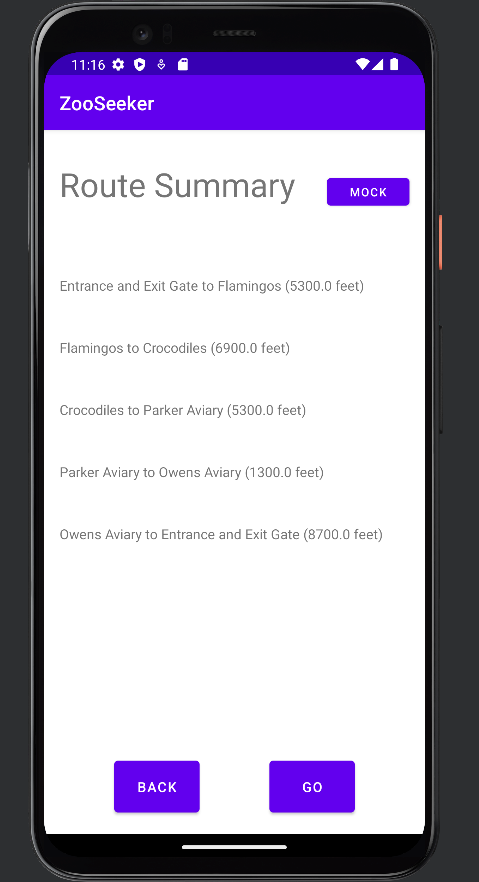 11:16
ZooSeeker
Route Summary
MOCK
Entrance and Exit Gate to Flamingos (5300.0 feet)
Flamingos to Crocodiles (6900.0 feet)
Crocodiles to Parker Aviary (5300.0 feet)
Parker Aviary to Owens Aviary (1300.0 feet)
Owens Aviary to Entrance and Exit Gate (8700.0 feet)
BACK
GO